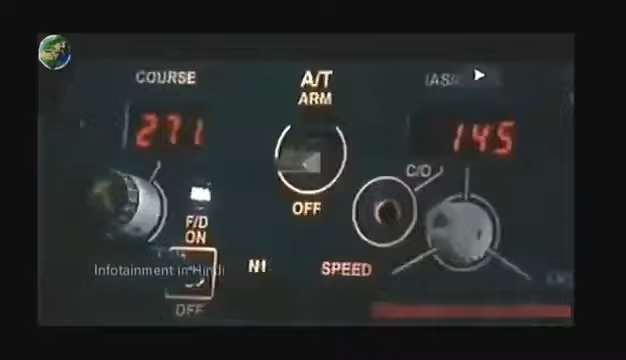 COURSE
A/T
ARM
IAS/
271
145
C/O
OFF
F/D
ON
Infotainment in Hindi
N1
SPEED
OFF